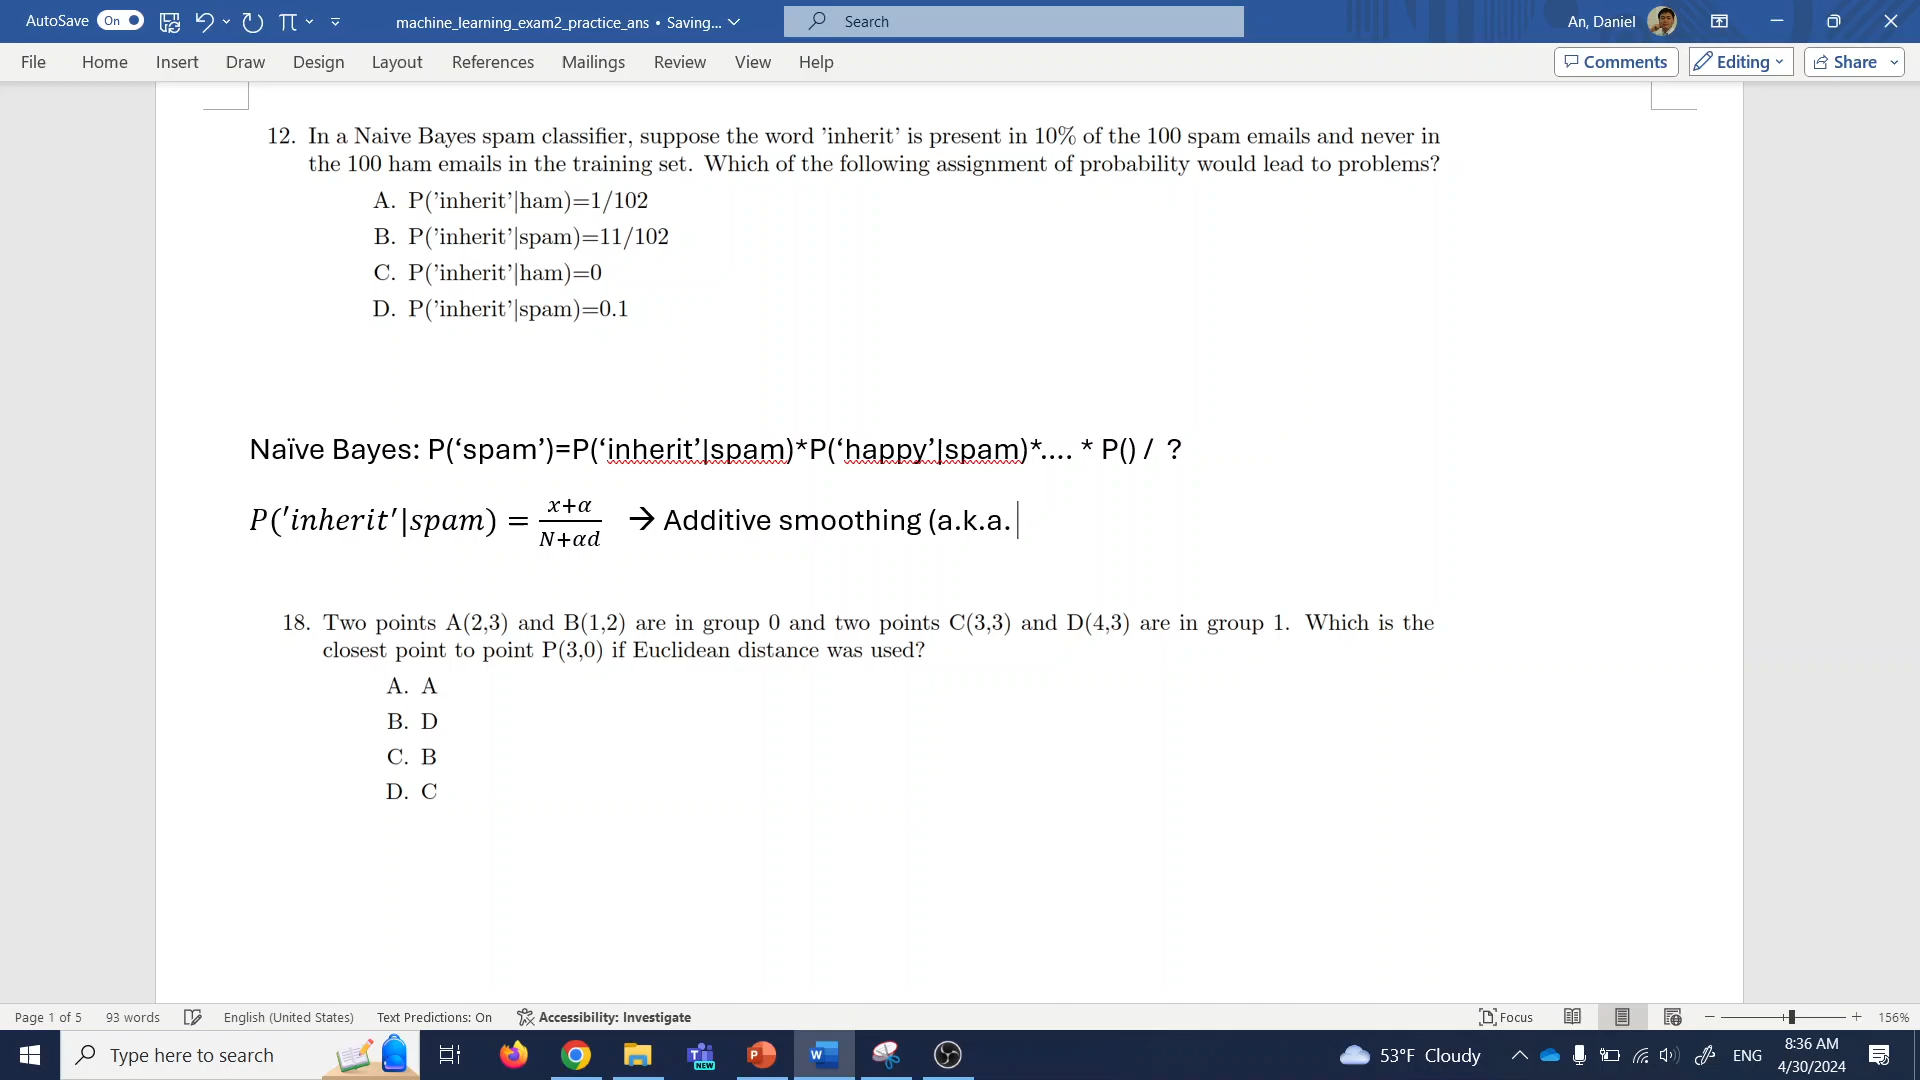 AutoSave On machine_learning_exam2_practice_ans • Saving... Search An, Daniel
File Home Insert Draw Design Layout References Mailings Review View Help Comments Editing Share
12. In a Naive Bayes spam classifier, suppose the word ’inherit’ is present in 10% of the 100 spam emails and never in
the 100 ham emails in the training set. Which of the following assignment of probability would lead to problems?
A. P(’inherit’|ham)=1/102
B. P(’inherit’|spam)=11/102
C. P(’inherit’|ham)=0
D. P(’inherit’|spam)=0.1
Naïve Bayes: P(‘spam’)=P(‘inherit’|spam)*P(‘happy’|spam)*.... * P() / ?
P(′inherit′|spam) = x+α / N+αd → Additive smoothing (a.k.a.
18. Two points A(2,3) and B(1,2) are in group 0 and two points C(3,3) and D(4,3) are in group 1. Which is the
closest point to point P(3,0) if Euclidean distance was used?
A. A
B. D
C. B
D. C
Page 1 of 5 93 words English (United States) Text Predictions: On Accessibility: Investigate Focus 156%
Type here to search NEW 53°F Cloudy ENG 8:36 AM
4/30/2024